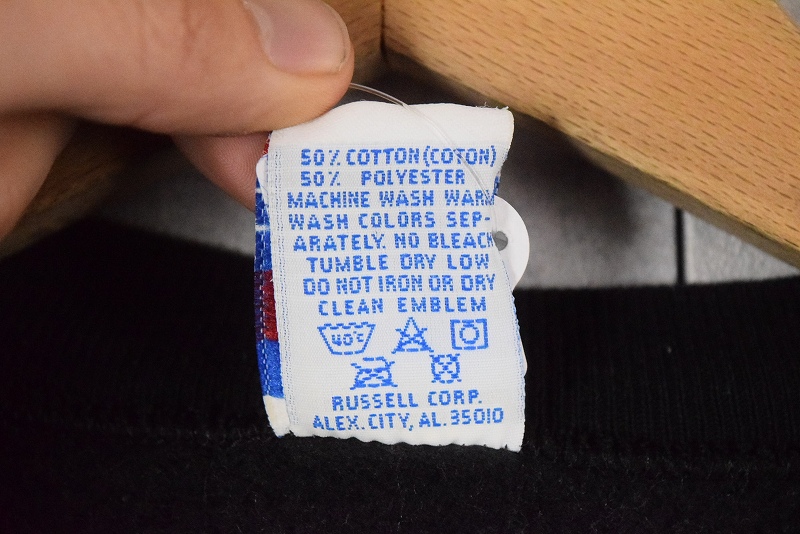 50% COTTON (COTON)
50% POLYESTER
MACHINE WASH WARM
WASH COLORS SEP-
ARATELY. NO BLEACH
TUMBLE DRY LOW
DO NOT IRON OR DRY
CLEAN EMBLEM
40°C
RUSSELL CORP.
ALEX. CITY, AL. 35010